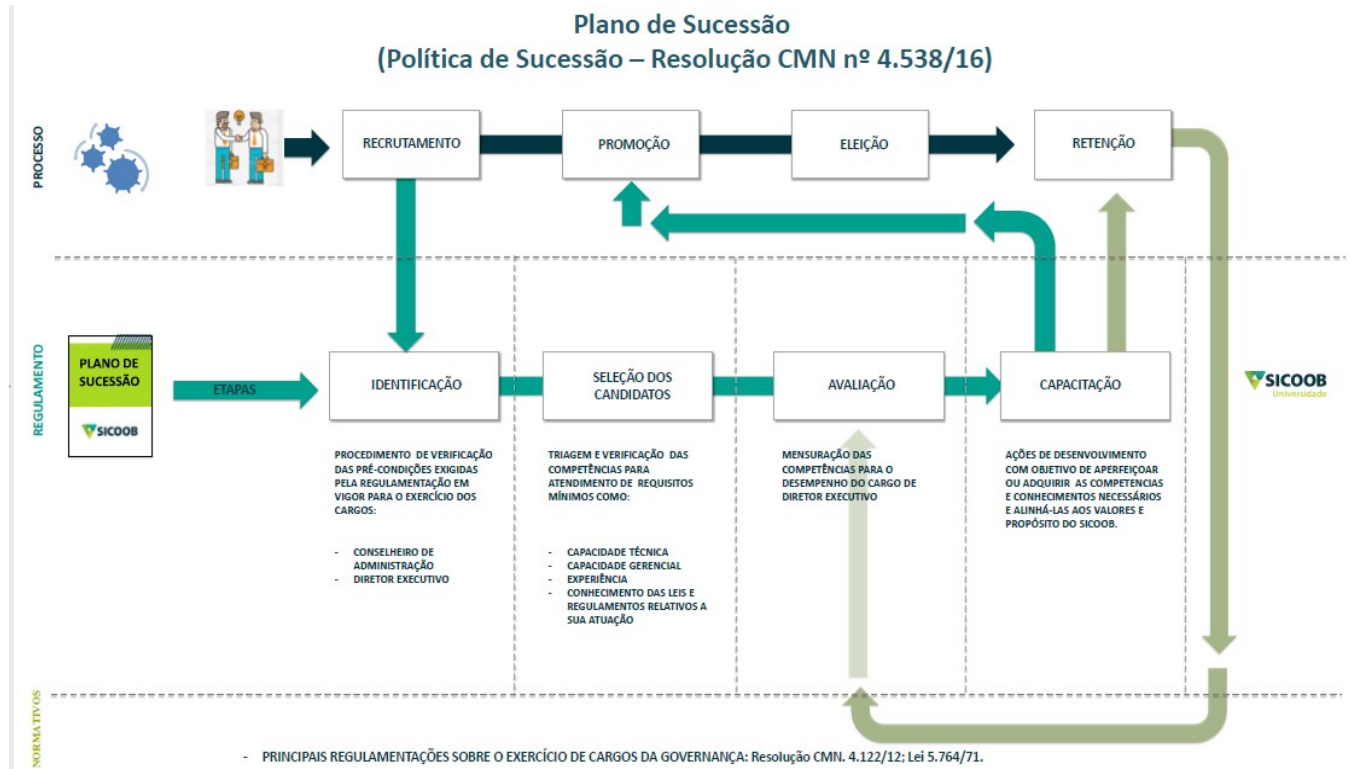 Plano de Sucessão
(Política de Sucessão – Resolução CMN nº 4.538/16)
PROCESSO
RECRUTAMENTO
PROMOÇÃO
ELEIÇÃO
RETENÇÃO
REGULAMENTO
PLANO DE
SUCESSÃO
SICOOB
ETAPAS
IDENTIFICAÇÃO
SELEÇÃO DOS
CANDIDATOS
AVALIAÇÃO
CAPACITAÇÃO
SICOOB
Universidade
PROCEDIMENTO DE VERIFICAÇÃO
DAS PRÉ-CONDIÇÕES EXIGIDAS
PELA REGULAMENTAÇÃO EM
VIGOR PARA O EXERCÍCIO DOS
CARGOS:
- CONSELHEIRO DE
ADMINISTRAÇÃO
- DIRETOR EXECUTIVO
TRIAGEM E VERIFICAÇÃO DAS
COMPETÊNCIAS PARA
ATENDIMENTO DE REQUISITOS
MÍNIMOS COMO:
- CAPACIDADE TÉCNICA
- CAPACIDADE GERENCIAL
- EXPERIÊNCIA
- CONHECIMENTO DAS LEIS E
REGULAMENTOS RELATIVOS A
SUA ATUAÇÃO
MENSURAÇÃO DAS
COMPETÊNCIAS PARA O
DESEMPENHO DO CARGO DE
DIRETOR EXECUTIVO
AÇÕES DE DESENVOLVIMENTO
COM OBJETIVO DE APERFEIÇOAR
OU ADQUIRIR AS COMPETENCIAS
E CONHECIMENTOS NECESSÁRIOS
E ALINHÁ-LAS AOS VALORES E
PROPÓSITO DO SICOOB.
NORMATIVOS
- PRINCIPAIS REGULAMENTAÇÕES SOBRE O EXERCÍCIO DE CARGOS DA GOVERNANÇA: Resolução CMN. 4.122/12; Lei 5.764/71.